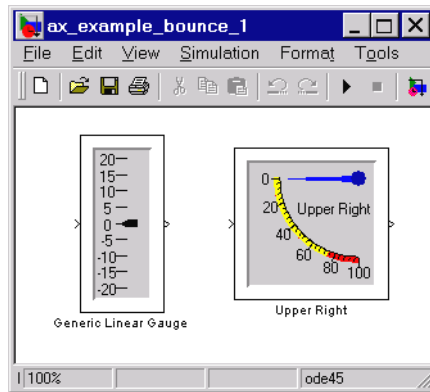 ax_example_bounce_1
File Edit View Simulation Format Tools
20
15
10
5
0
-5
-10
-15
-20
Generic Linear Gauge
0
20
40
60
80
100
Upper Right
Upper Right
100%
ode45